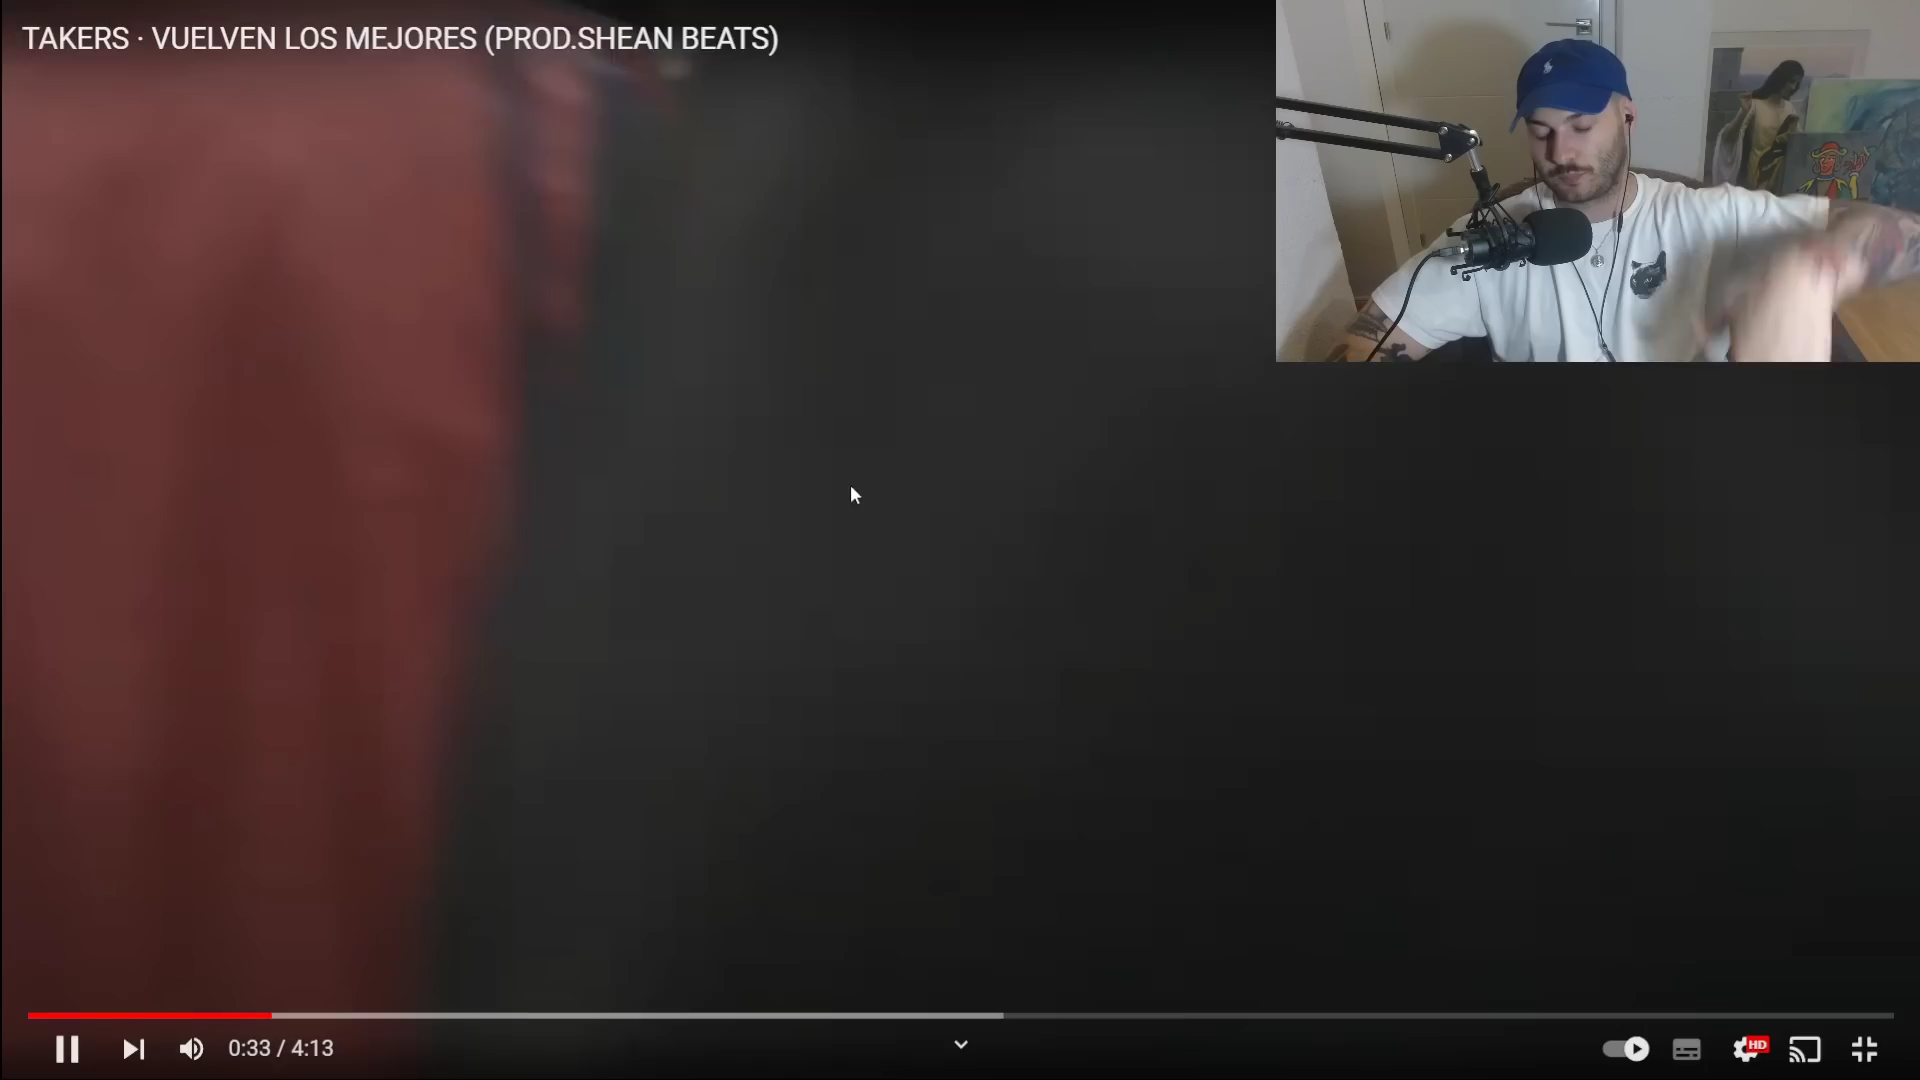 TAKERS · VUELVEN LOS MEJORES (PROD.SHEAN BEATS)
0:33 / 4:13
HD